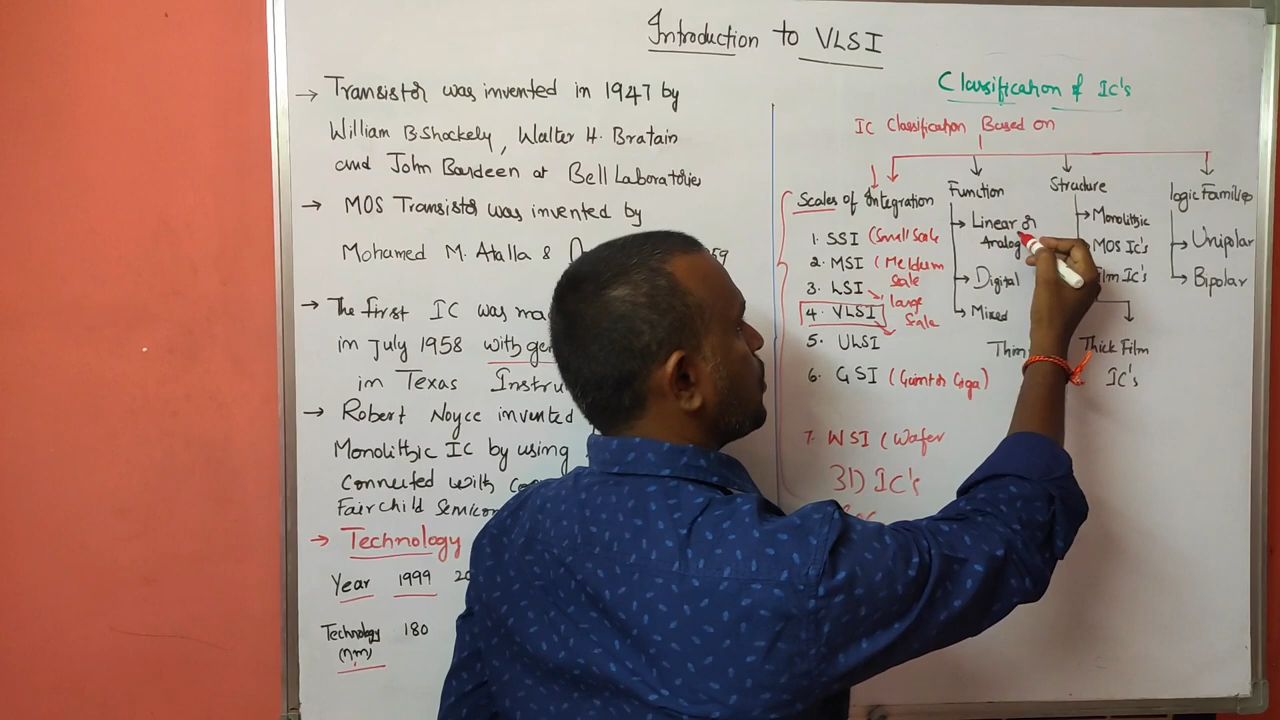 Introduction to VLSI
→ Transistor was invented in 1947 by
William B Shockely, Walter H. Bratain
and John Bardeen at Bell Laboratories
→ MOS Transistor was invented by
Mohamed M. Atalla &
→ The first IC was
in July 1958 with
in Texas
→ Robert Noyce invented
Monolithic IC by using
Connected with
Fairchild
→ Technology
Year 1999
Technology 180
(nm)
Classification of IC's
IC Classification Based on
Scales of Integration
1. SSI (Small Scale
2. MSI (Meldum
Scale
3. LSI
large
Scale
4. VLSI
5. ULSI
6. GSI (Giga)
7. WSI (Wafer
3D IC's
Function
→ Linear or
Analog
→ Digital
→ Mixed
Structure
→ Monolithic
MOS IC's
Film IC's
Thin
Thick Film
IC's
logic Families
→ Unipolar
→ Bipolar